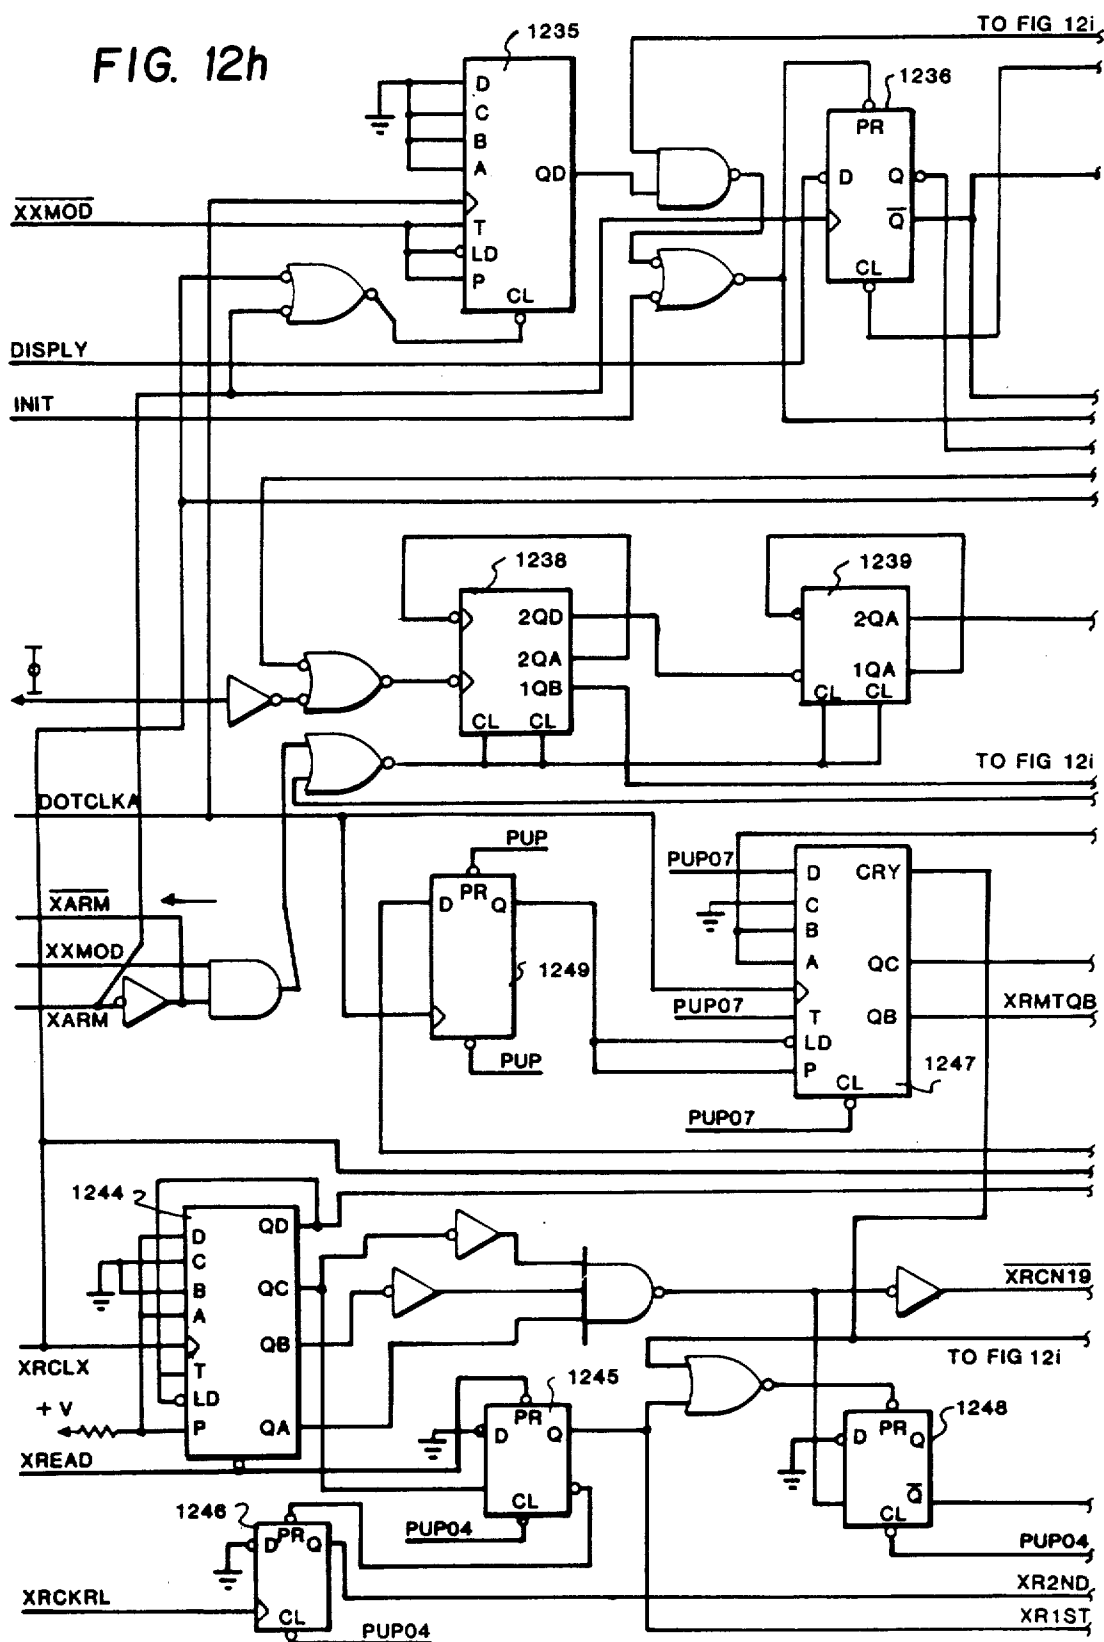 FIG. 12h
1235
TO FIG 12i
1236
D
C
B
A
QD
PR
D
Q
Q̅
CL
X̅X̅M̅O̅D̅
T
LD
P
CL
DISPLY
INIT
1238
1239
2QD
2QA
1QB
CL
CL
2QA
1QA
CL
CL
TO FIG 12i
DOTCLKA
PUP
PUP07
D
CRY
C
B
A
QC
X̅A̅R̅M̅
D
PR
Q
1249
XXMOD
XARM
PUP07
T
QB
XRMTQB
LD
P
CL
1247
PUP
PUP07
1244
D
QD
C
QC
B
A
QB
X̅R̅C̅N̅1̅9̅
XRCLX
T
LD
P
QA
+ V
TO FIG 12i
1245
PR
D
Q
CL
1248
PR
D
Q
Q̅
CL
XREAD
1246
PUP04
PUP04
D
PR
Q
CL
XRCKRL
PUP04
XR2ND
XR1ST